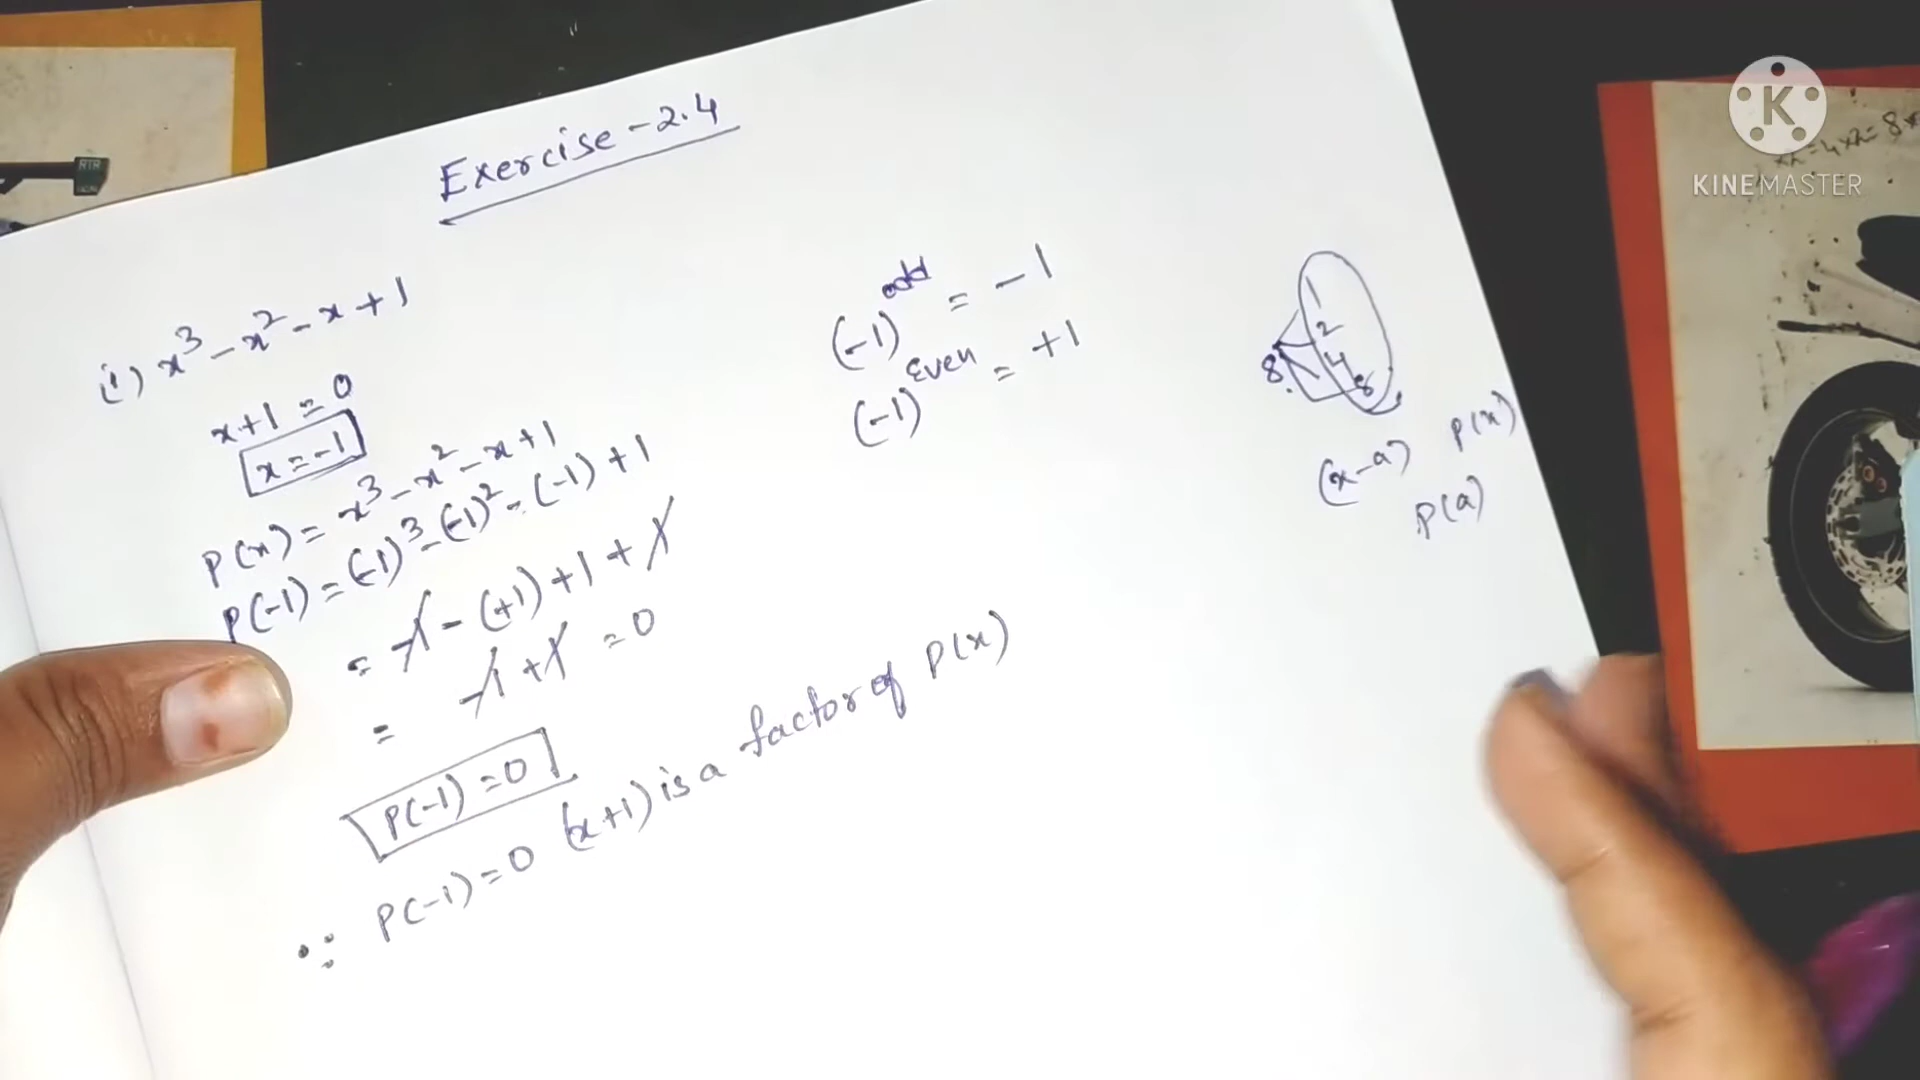 Exercise-2.4
(i) x³-x²-x+1
x+1=0
x=-1
P(x)=x³-x²-x+1
P(-1)=(-1)³-(-1)²-(-1)+1
= -1-(+1)+1+1
= -1+1 =0
P(-1)=0
∵ P(-1)=0 (x+1) is a factor of P(x)
(-1)^odd = -1
(-1)^Even = +1
1
2
8 4
8
(x-a) P(x)
P(a)
K
KINEMASTER
RTR